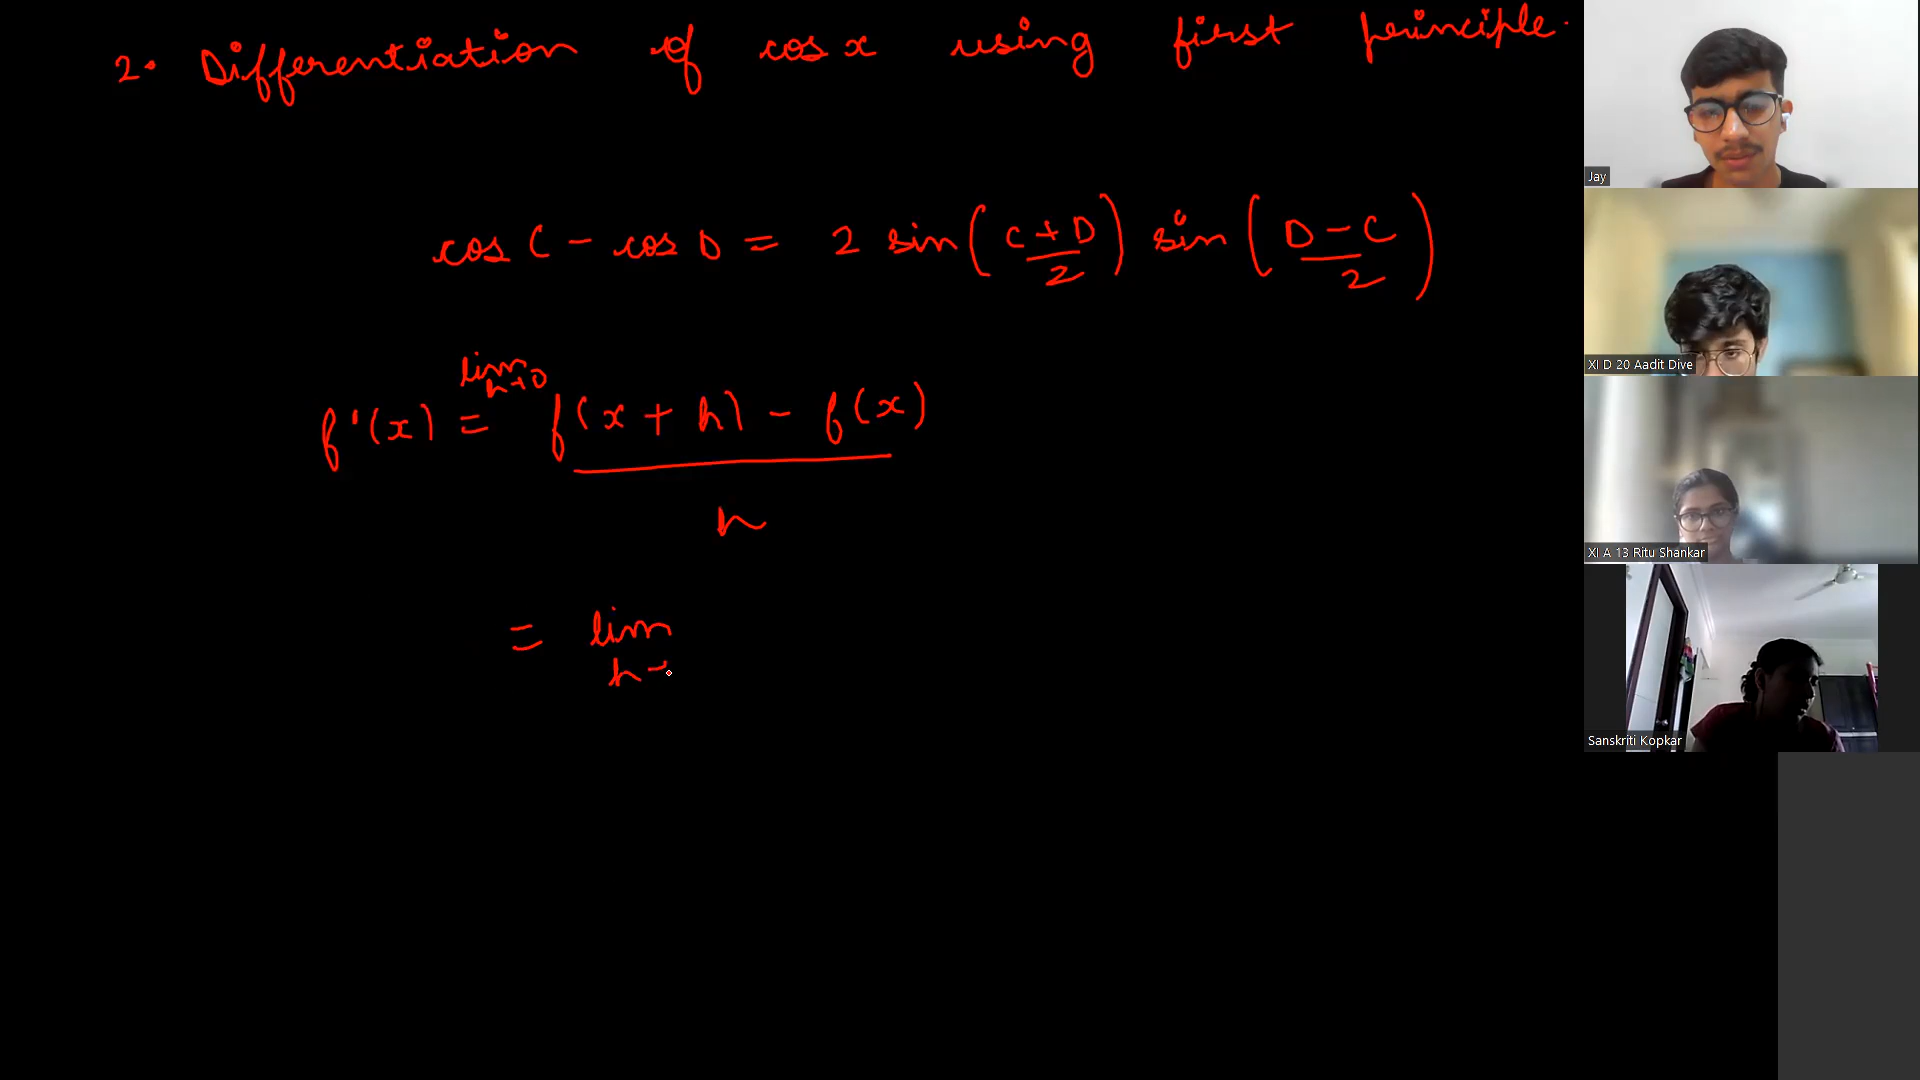 2. Differentiation of cos x using first principle.
cos C - cos D = 2 sin(C+D/2) sin(D-C/2)
lim h→0
f'(x) = f(x+h) - f(x)
h
= lim
h→
Jay
XI D 20 Aadit Dive
XI A 13 Ritu Shankar
Sanskriti Kopkar